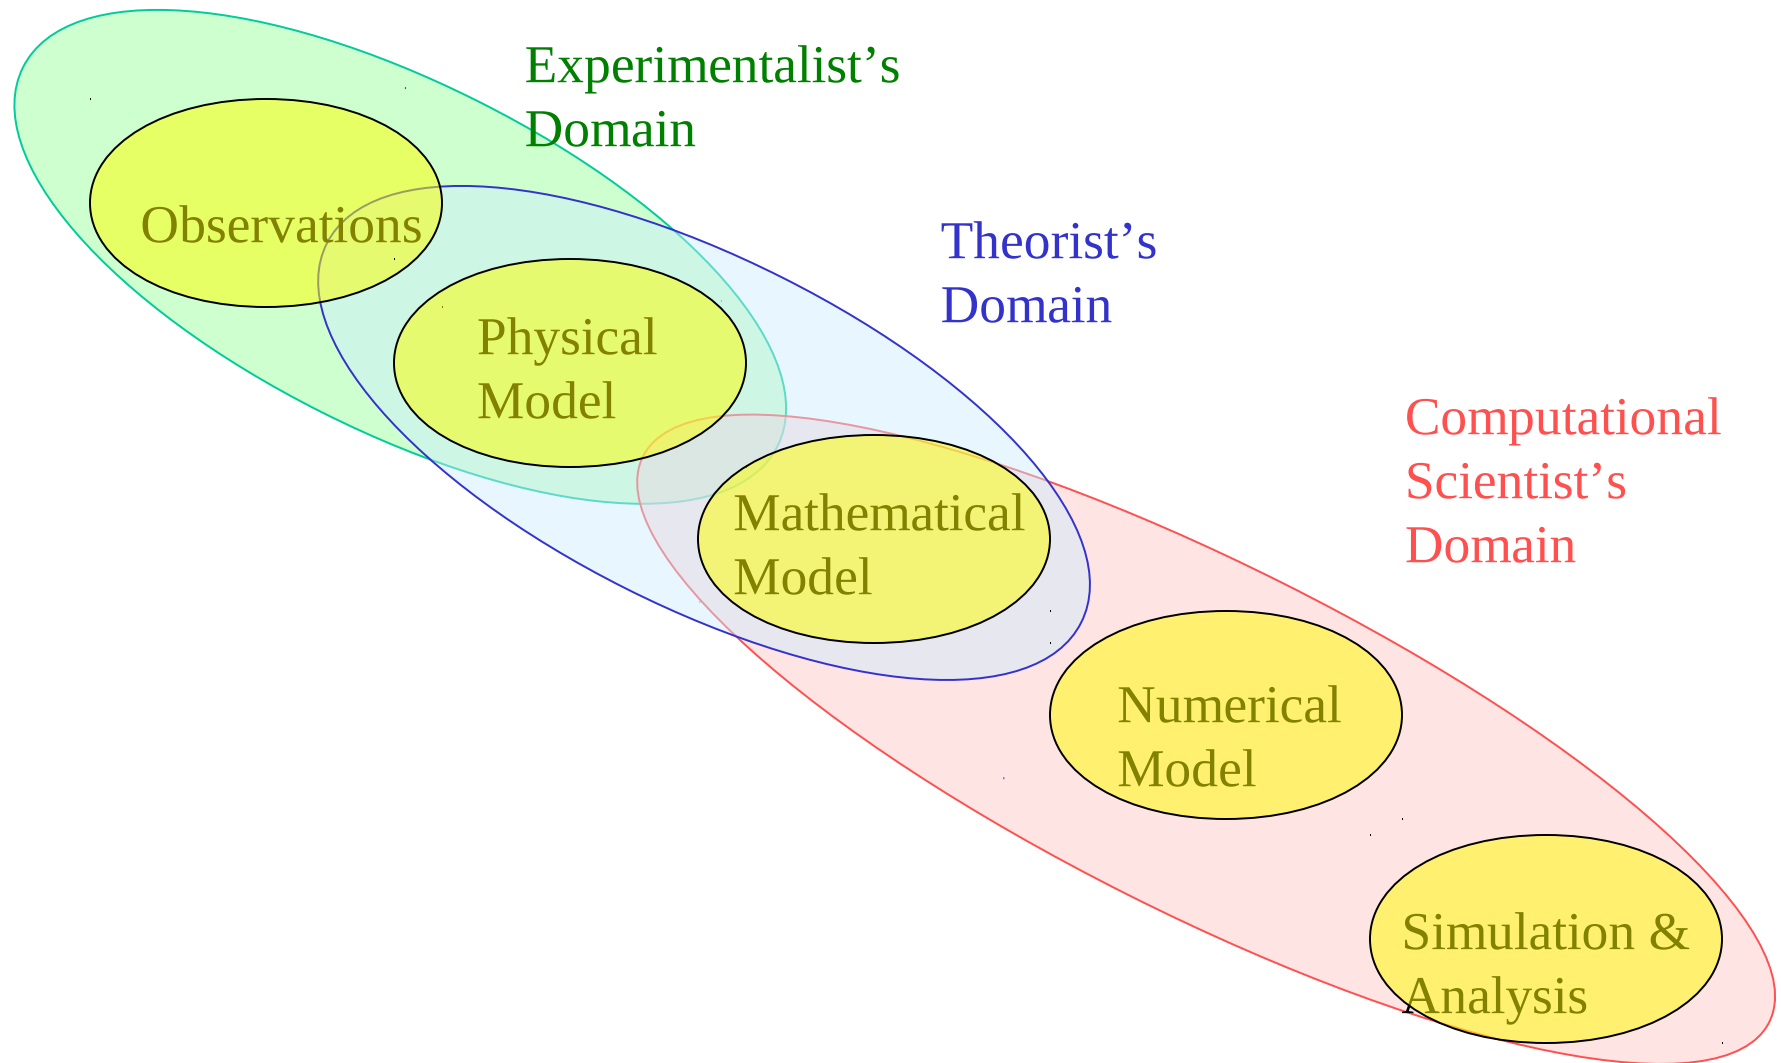 Experimentalist’s
Domain
Observations
Theorist’s
Domain
Physical
Model
Computational
Scientist’s
Domain
Mathematical
Model
Numerical
Model
Simulation &
Analysis